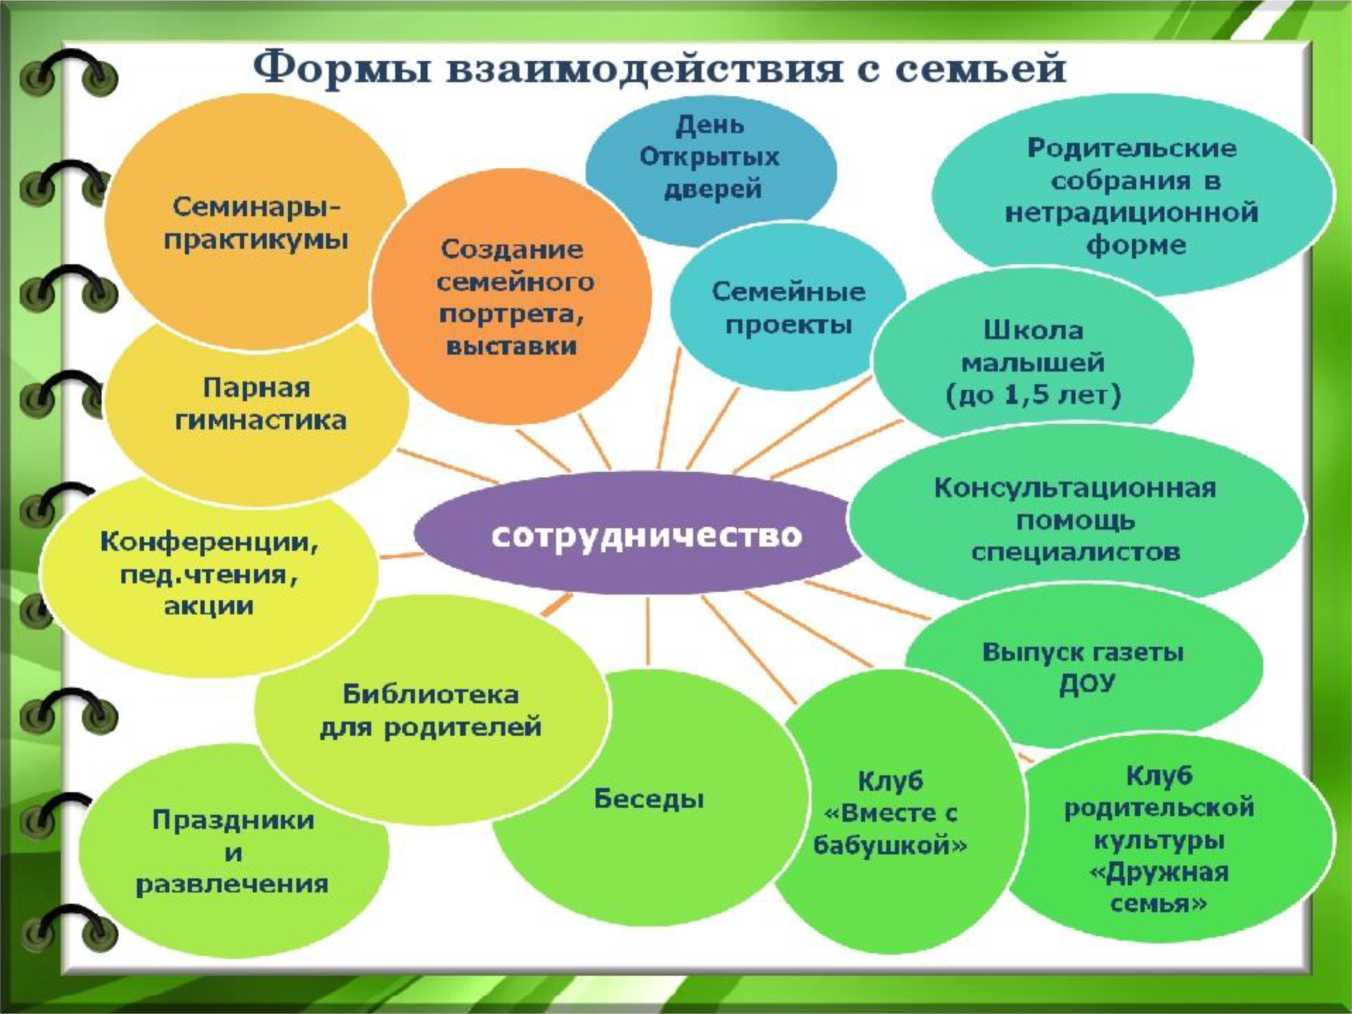 Формы взаимодействия с семьей
День
Открытых
дверей
Родительские
собрания в
нетрадиционной
форме
Семинары-
практикумы
Создание
семейного
портрета,
выставки
Семейные
проекты
Школа
малышей
(до 1,5 лет)
Парная
гимнастика
Консультационная
помощь
специалистов
сотрудничество
Конференции,
пед.чтения,
акции
Выпуск газеты
ДОУ
Библиотека
для родителей
Беседы
Клуб
«Вместе с
бабушкой»
Клуб
родительской
культуры
«Дружная
семья»
Праздники
и
развлечения